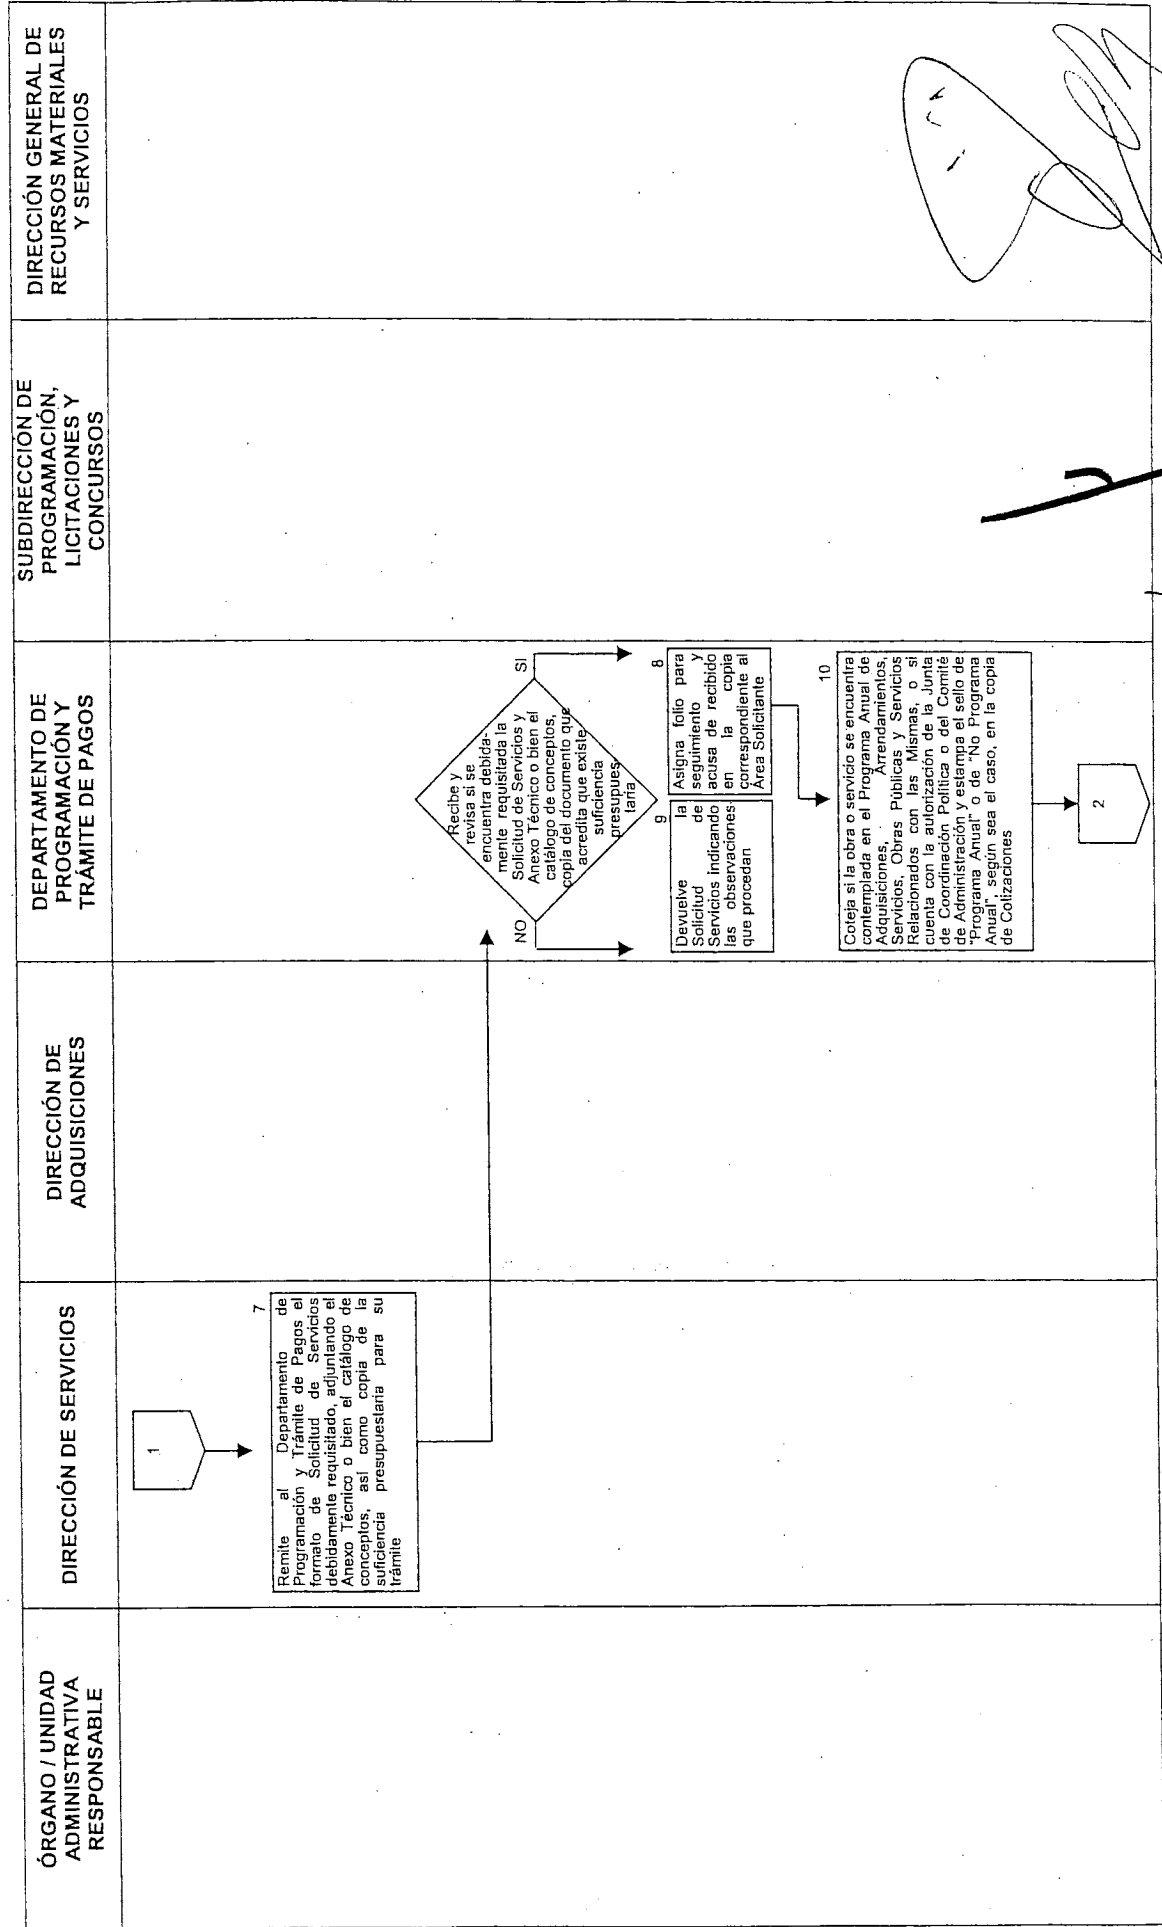 ÓRGANO / UNIDAD
ADMINISTRATIVA
RESPONSABLE
DIRECCIÓN DE SERVICIOS
DIRECCIÓN DE
ADQUISICIONES
DEPARTAMENTO DE
PROGRAMACIÓN Y
TRÁMITE DE PAGOS
SUBDIRECCIÓN DE
PROGRAMACIÓN,
LICITACIONES Y
CONCURSOS
DIRECCIÓN GENERAL DE
RECURSOS MATERIALES
Y SERVICIOS
1
7
Remite al Departamento de
Programación y Trámite de Pagos el
formato de Solicitud de Servicios
debidamente requisitado, adjuntando el
Anexo Técnico o bien el catálogo de
conceptos, así como copia de la
suficiencia presupuestaria para su
trámite
Recibe y
revisa si se
encuentra debida-
mente requisitada la
Solicitud de Servicios y
Anexo Técnico o bien el
catálogo de conceptos,
copia del documento que
acredita que existe
suficiencia
presupues-
taria
NO
SI
9
Devuelve la
Solicitud de
Servicios indicando
las observaciones
que procedan
8
Asigna folio para
seguimiento y
acusa de recibido
en la copia
correspondiente al
Área Solicitante
10
Coteja si la obra o servicio se encuentra
contemplada en el Programa Anual de
Adquisiciones, Arrendamientos,
Servicios, Obras Públicas y Servicios
Relacionados con las Mismas, o si
cuenta con la autorización de la Junta
de Coordinación Política o del Comité
de Administración y estampa el sello de
"Programa Anual" o de "No Programa
Anual", según sea el caso, en la copia
de Cotizaciones
2